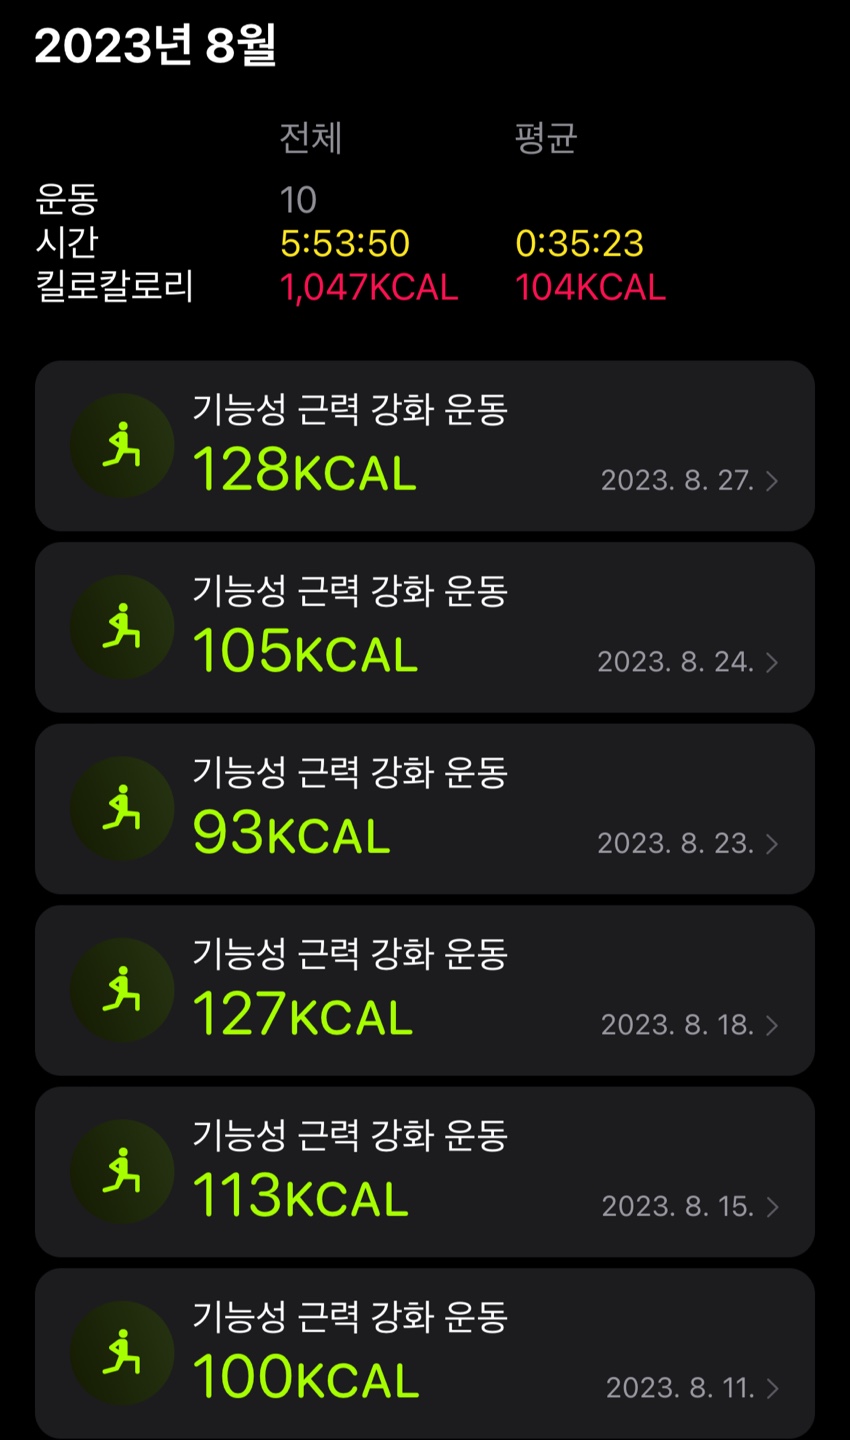 2023년 8월
전체 평균
운동 10
시간 5:53:50 0:35:23
킬로칼로리 1,047KCAL 104KCAL
기능성 근력 강화 운동
128KCAL 2023. 8. 27.
기능성 근력 강화 운동
105KCAL 2023. 8. 24.
기능성 근력 강화 운동
93KCAL 2023. 8. 23.
기능성 근력 강화 운동
127KCAL 2023. 8. 18.
기능성 근력 강화 운동
113KCAL 2023. 8. 15.
기능성 근력 강화 운동
100KCAL 2023. 8. 11.